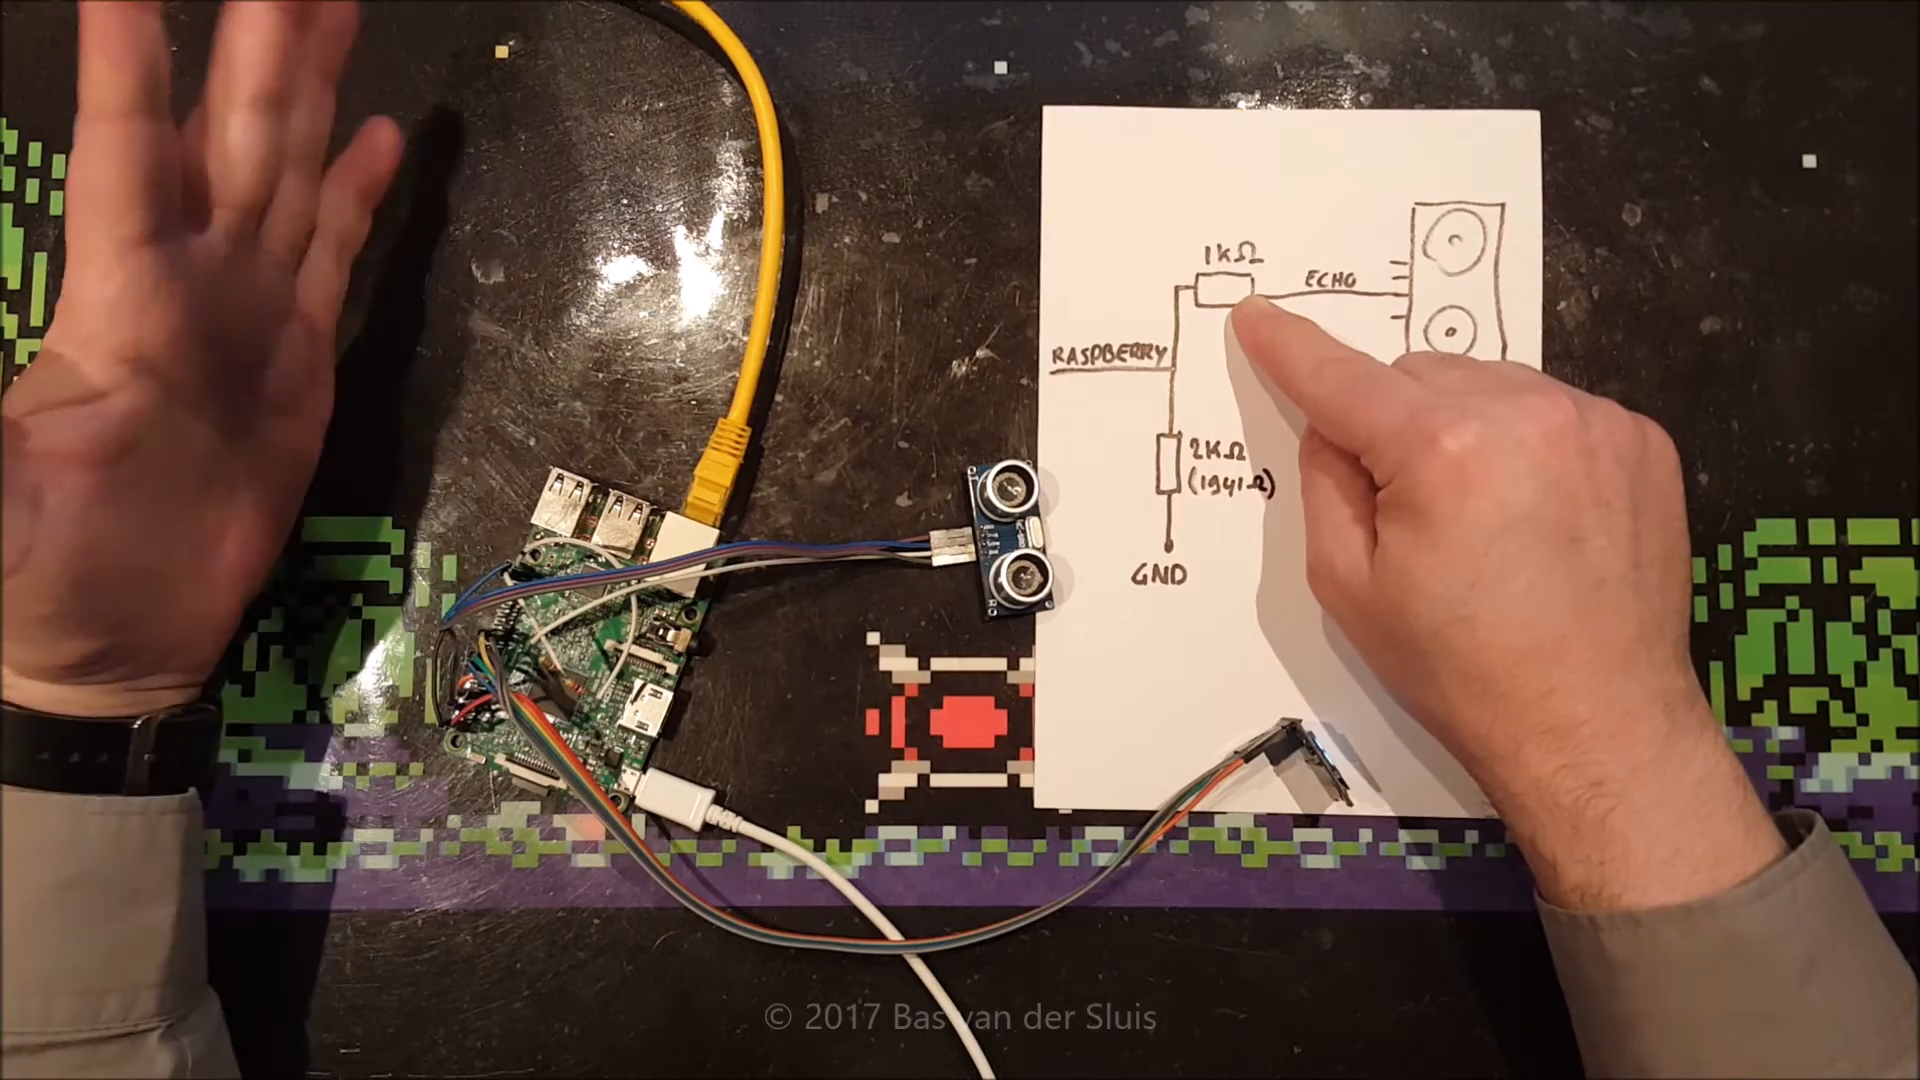 1KΩ
ECHO
RASPBERRY
2KΩ
(1941Ω)
GND
© 2017 Bas van der Sluis